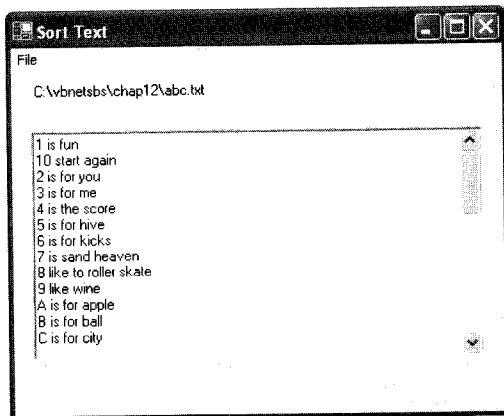 Sort Text
File
C:\vbnetsbs\chap12\abc.txt
1 is fun
10 start again
2 is for you
3 is for me
4 is the score
5 is for hive
6 is for kicks
7 is sand heaven
8 like to roller skate
9 like wine
A is for apple
B is for ball
C is for city